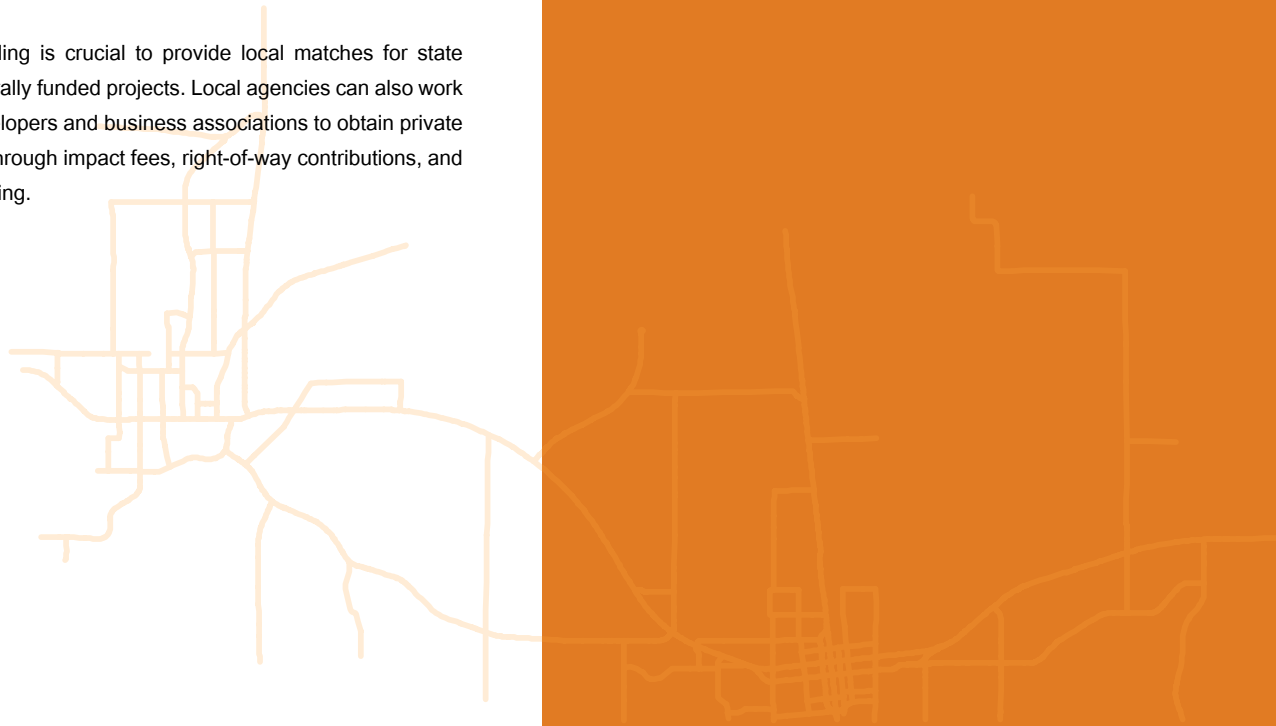 ling is crucial to provide local matches for state
ally funded projects. Local agencies can also work
lopers and business associations to obtain private
hrough impact fees, right-of-way contributions, and
ing.